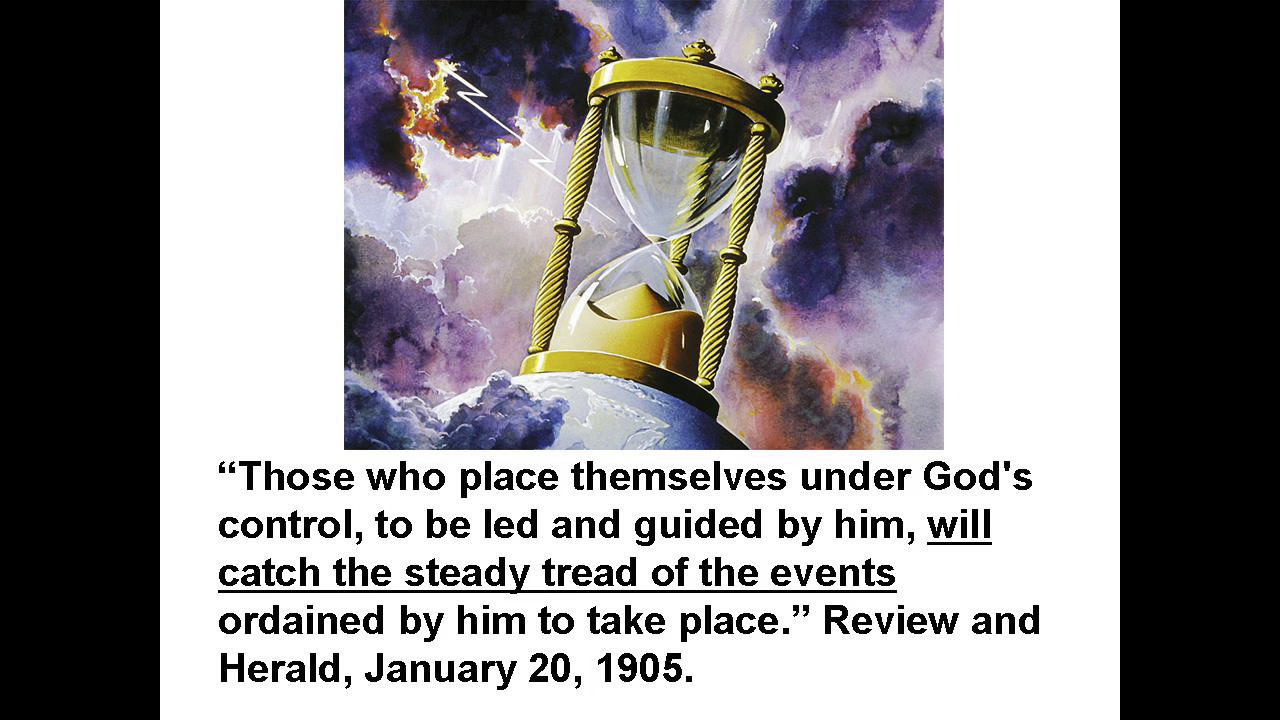 “Those who place themselves under God's
control, to be led and guided by him, will
catch the steady tread of the events
ordained by him to take place.” Review and
Herald, January 20, 1905.